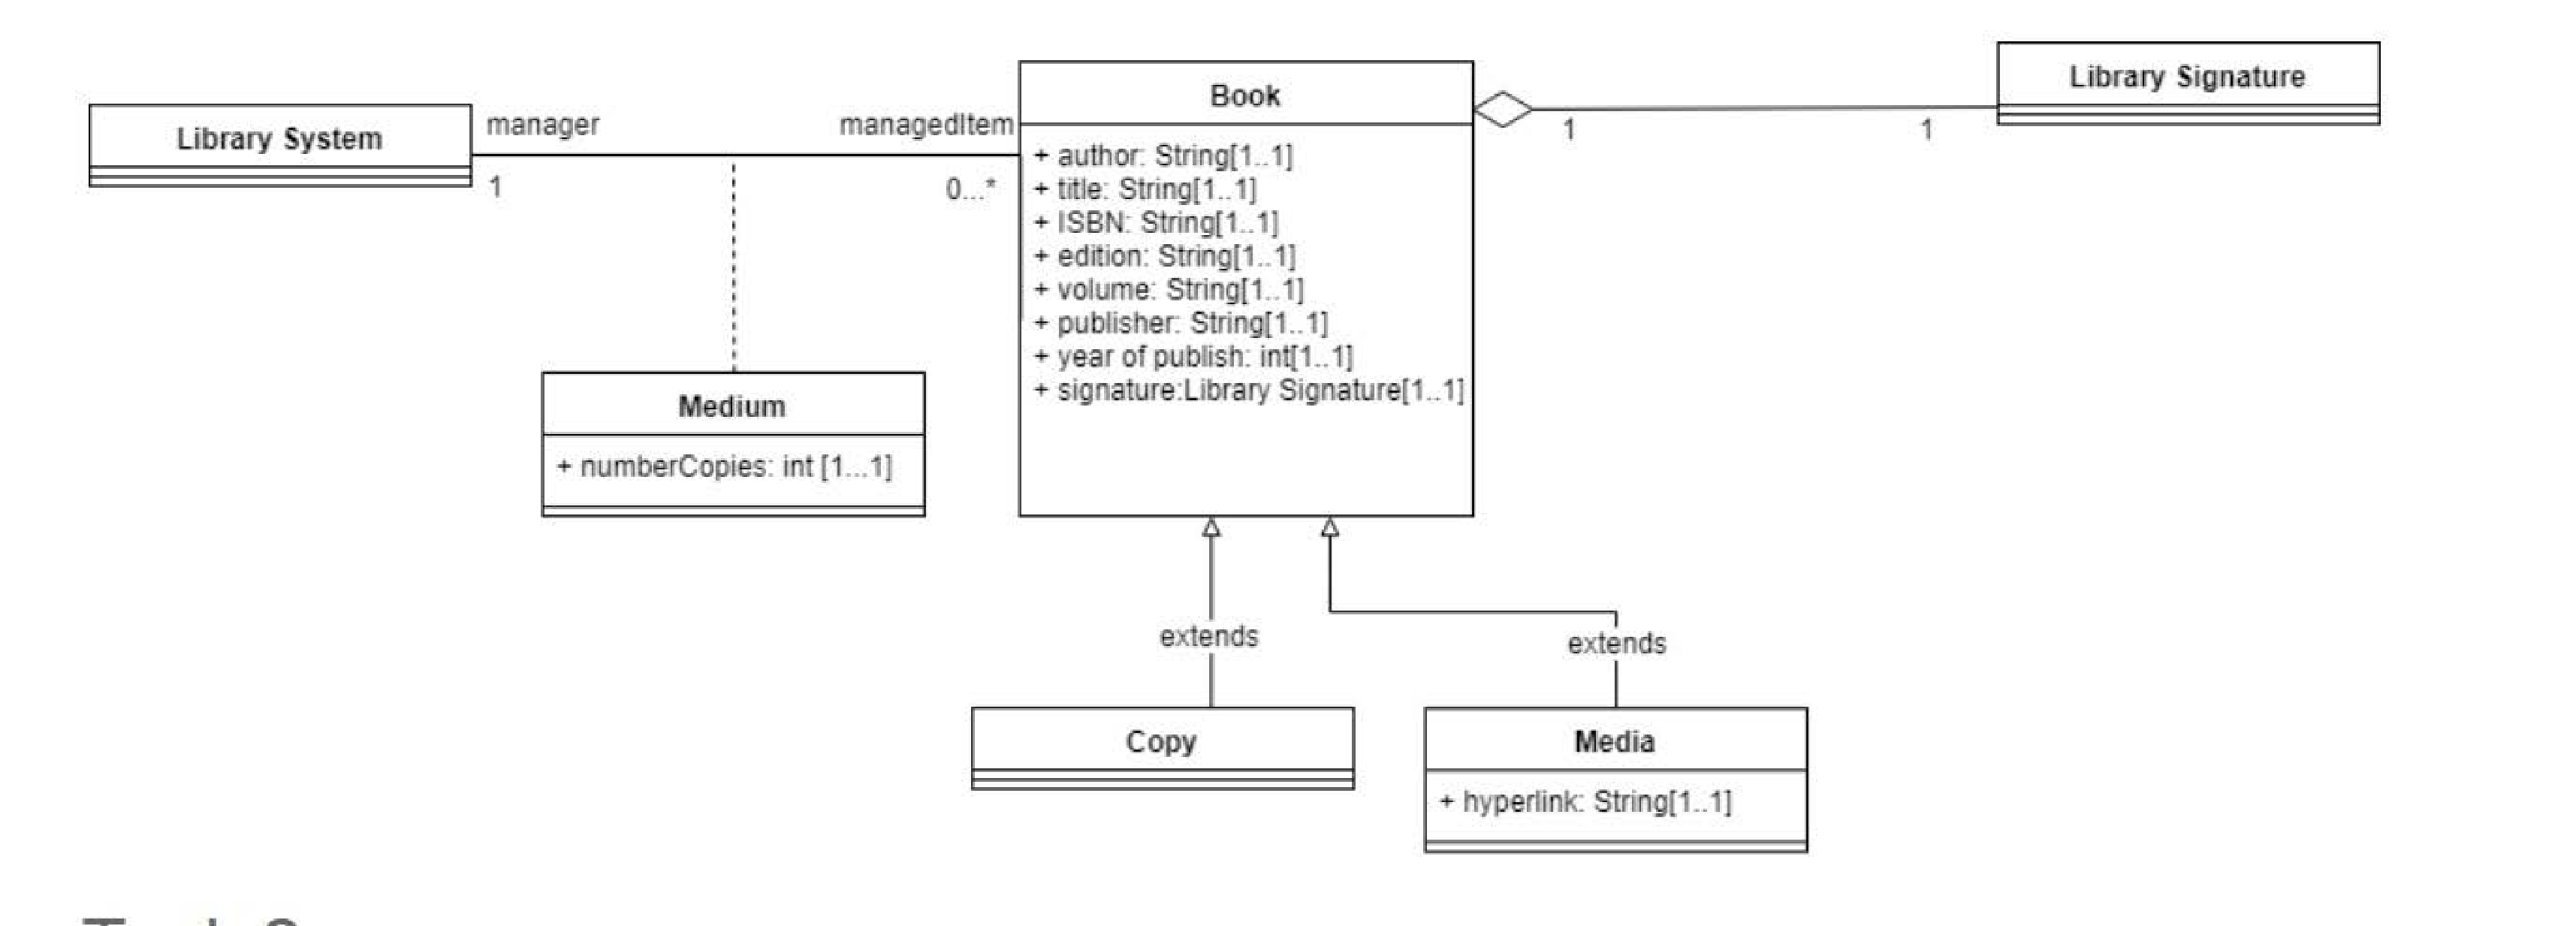 Library System
manager
managedItem
1
0...*
Book
+ author: String[1..1]
+ title: String[1..1]
+ ISBN: String[1..1]
+ edition: String[1..1]
+ volume: String[1..1]
+ publisher: String[1..1]
+ year of publish: int[1..1]
+ signature:Library Signature[1..1]
1
1
Library Signature
Medium
+ numberCopies: int [1...1]
extends
extends
Copy
Media
+ hyperlink: String[1..1]